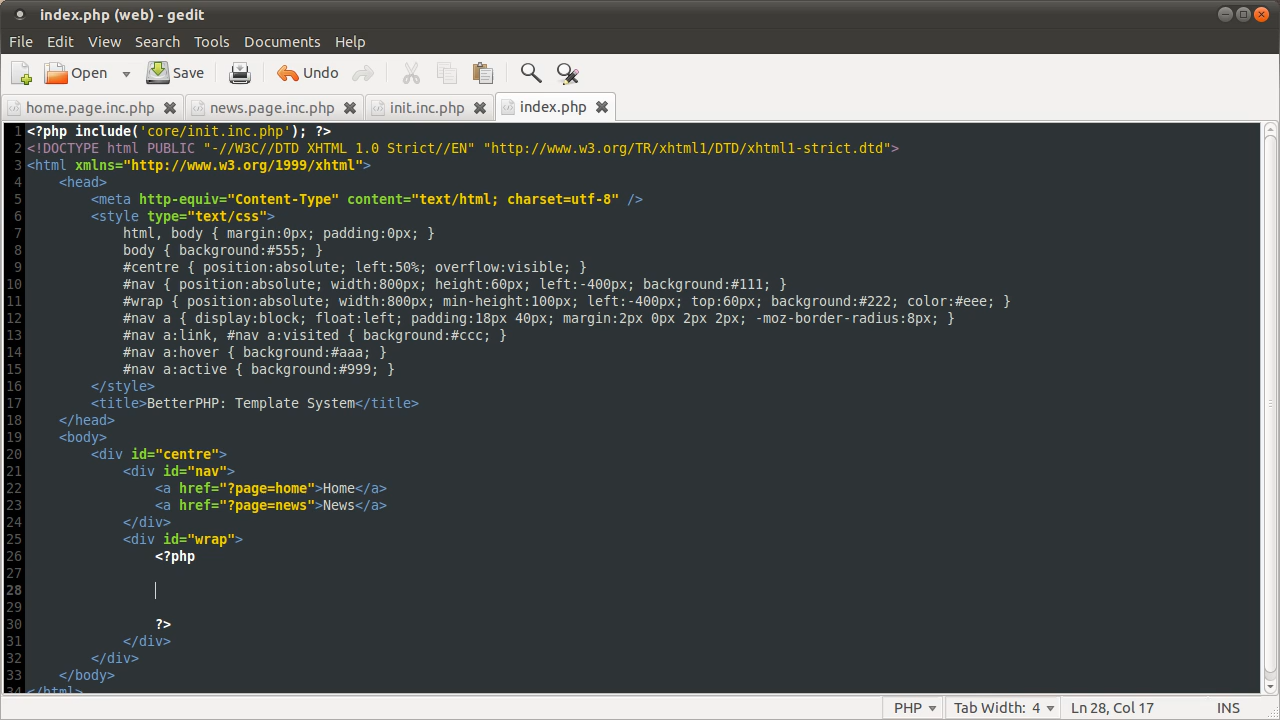 index.php (web) - gedit
File Edit View Search Tools Documents Help
Open Save Undo
home.page.inc.php news.page.inc.php init.inc.php index.php
1 <?php include('core/init.inc.php'); ?>
2 <!DOCTYPE html PUBLIC "-//W3C//DTD XHTML 1.0 Strict//EN" "http://www.w3.org/TR/xhtml1/DTD/xhtml1-strict.dtd">
3 <html xmlns="http://www.w3.org/1999/xhtml">
4     <head>
5         <meta http-equiv="Content-Type" content="text/html; charset=utf-8" />
6         <style type="text/css">
7             html, body { margin:0px; padding:0px; }
8             body { background:#555; }
9             #centre { position:absolute; left:50%; overflow:visible; }
10             #nav { position:absolute; width:800px; height:60px; left:-400px; background:#111; }
11             #wrap { position:absolute; width:800px; min-height:100px; left:-400px; top:60px; background:#222; color:#eee; }
12             #nav a { display:block; float:left; padding:18px 40px; margin:2px 0px 2px 2px; -moz-border-radius:8px; }
13             #nav a:link, #nav a:visited { background:#ccc; }
14             #nav a:hover { background:#aaa; }
15             #nav a:active { background:#999; }
16         </style>
17         <title>BetterPHP: Template System</title>
18     </head>
19     <body>
20         <div id="centre">
21             <div id="nav">
22                 <a href="?page=home">Home</a>
23                 <a href="?page=news">News</a>
24             </div>
25             <div id="wrap">
26                 <?php
27
28
29
30                 ?>
31             </div>
32         </div>
33     </body>
34 </html>
PHP Tab Width: 4 Ln 28, Col 17 INS